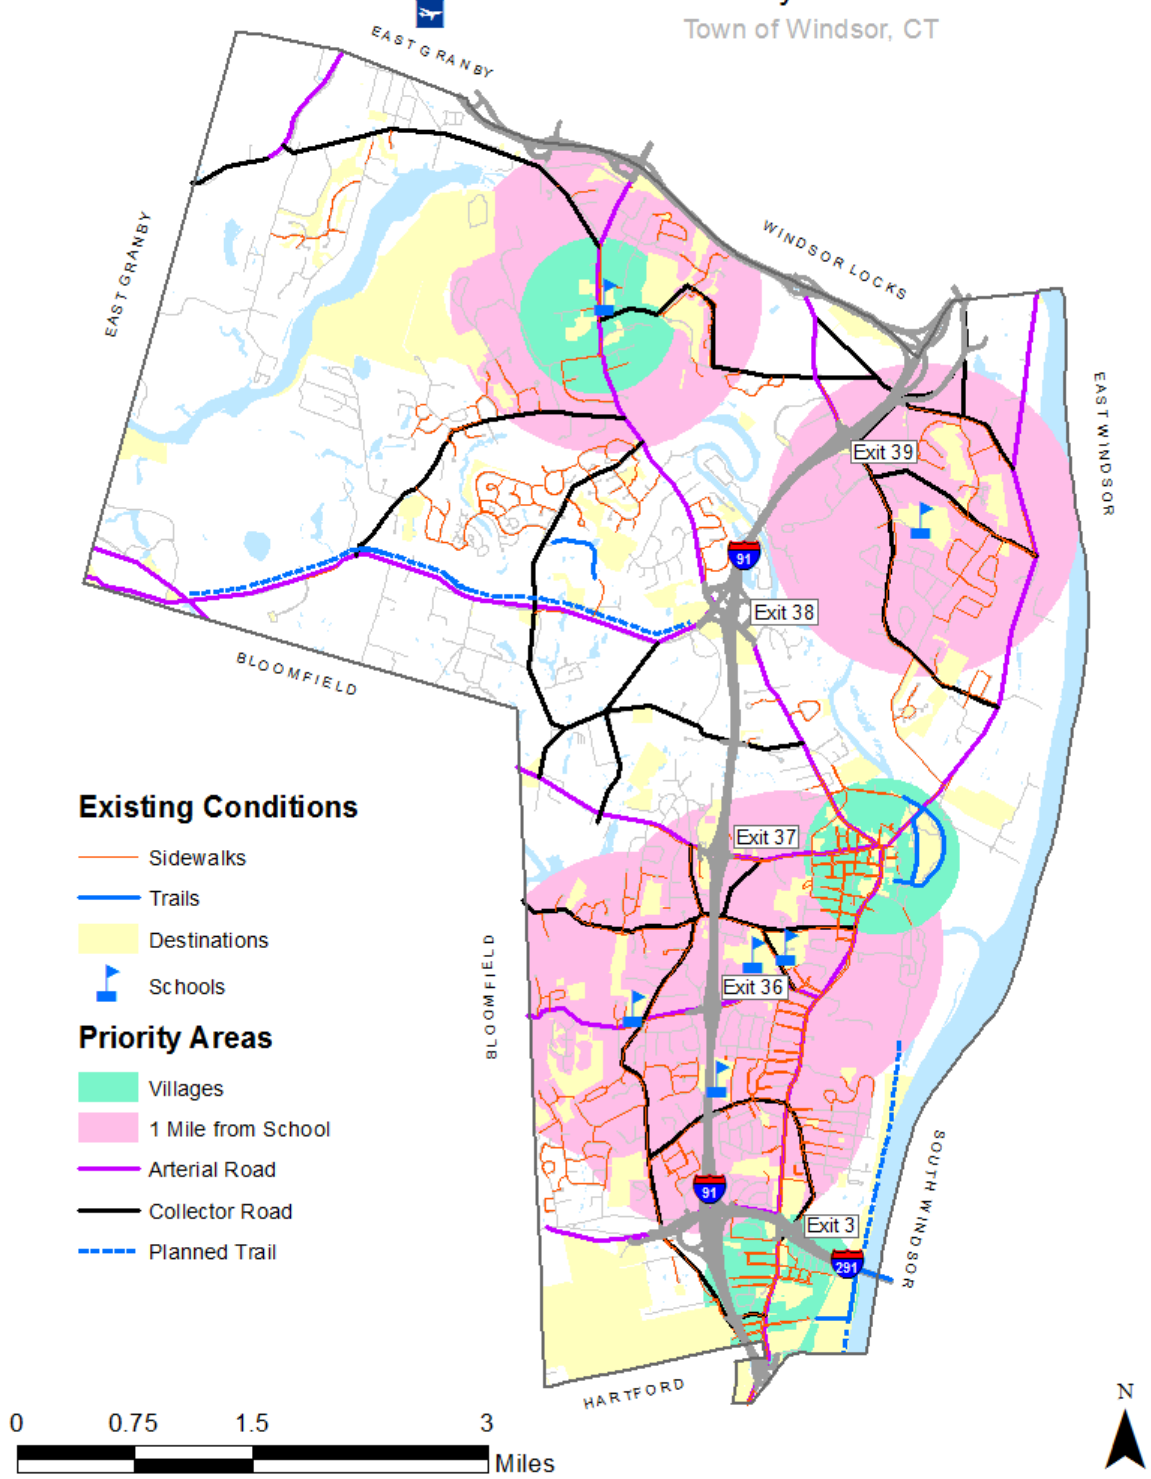 Town of Windsor, CT
EAST GRANBY
WINDSOR LOCKS
EAST GRANBY
EAST WINDSOR
Exit 39
91
Exit 38
BLOOMFIELD
Existing Conditions
Sidewalks
Trails
Destinations
Schools
Priority Areas
Villages
1 Mile from School
Arterial Road
Collector Road
Planned Trail
Exit 37
BLOOMFIELD
Exit 36
91
Exit 3
291
SOUTH WINDSOR
HARTFORD
N
0 0.75 1.5 3
Miles